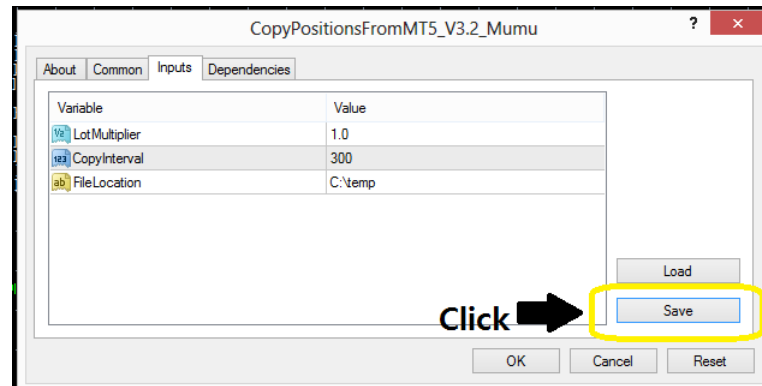 CopyPositionsFromMT5_V3.2_Mumu ? ×
About Common Inputs Dependencies
Variable Value
LotMultiplier 1.0
CopyInterval 300
FileLocation C:\temp
Load
Click Save
OK Cancel Reset